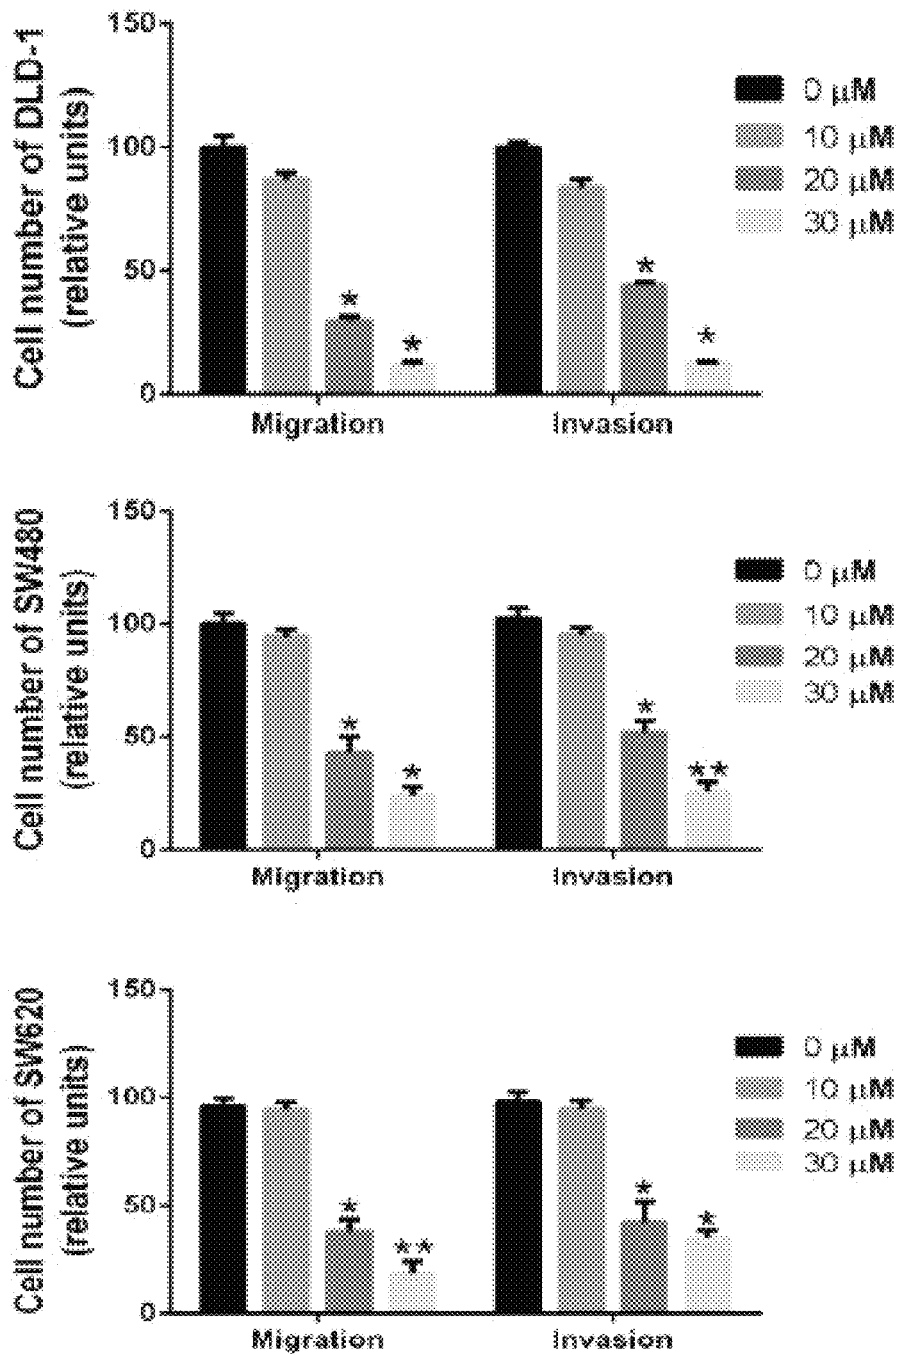 Cell number of DLD-1
(relative units)
150
100
50
0
*
*
*
*
Migration
Invasion
0 µM
10 µM
20 µM
30 µM
Cell number of SW480
(relative units)
150
100
50
0
*
*
*
**
Migration
Invasion
0 µM
10 µM
20 µM
30 µM
Cell number of SW620
(relative units)
150
100
50
0
*
**
*
*
Migration
Invasion
0 µM
10 µM
20 µM
30 µM